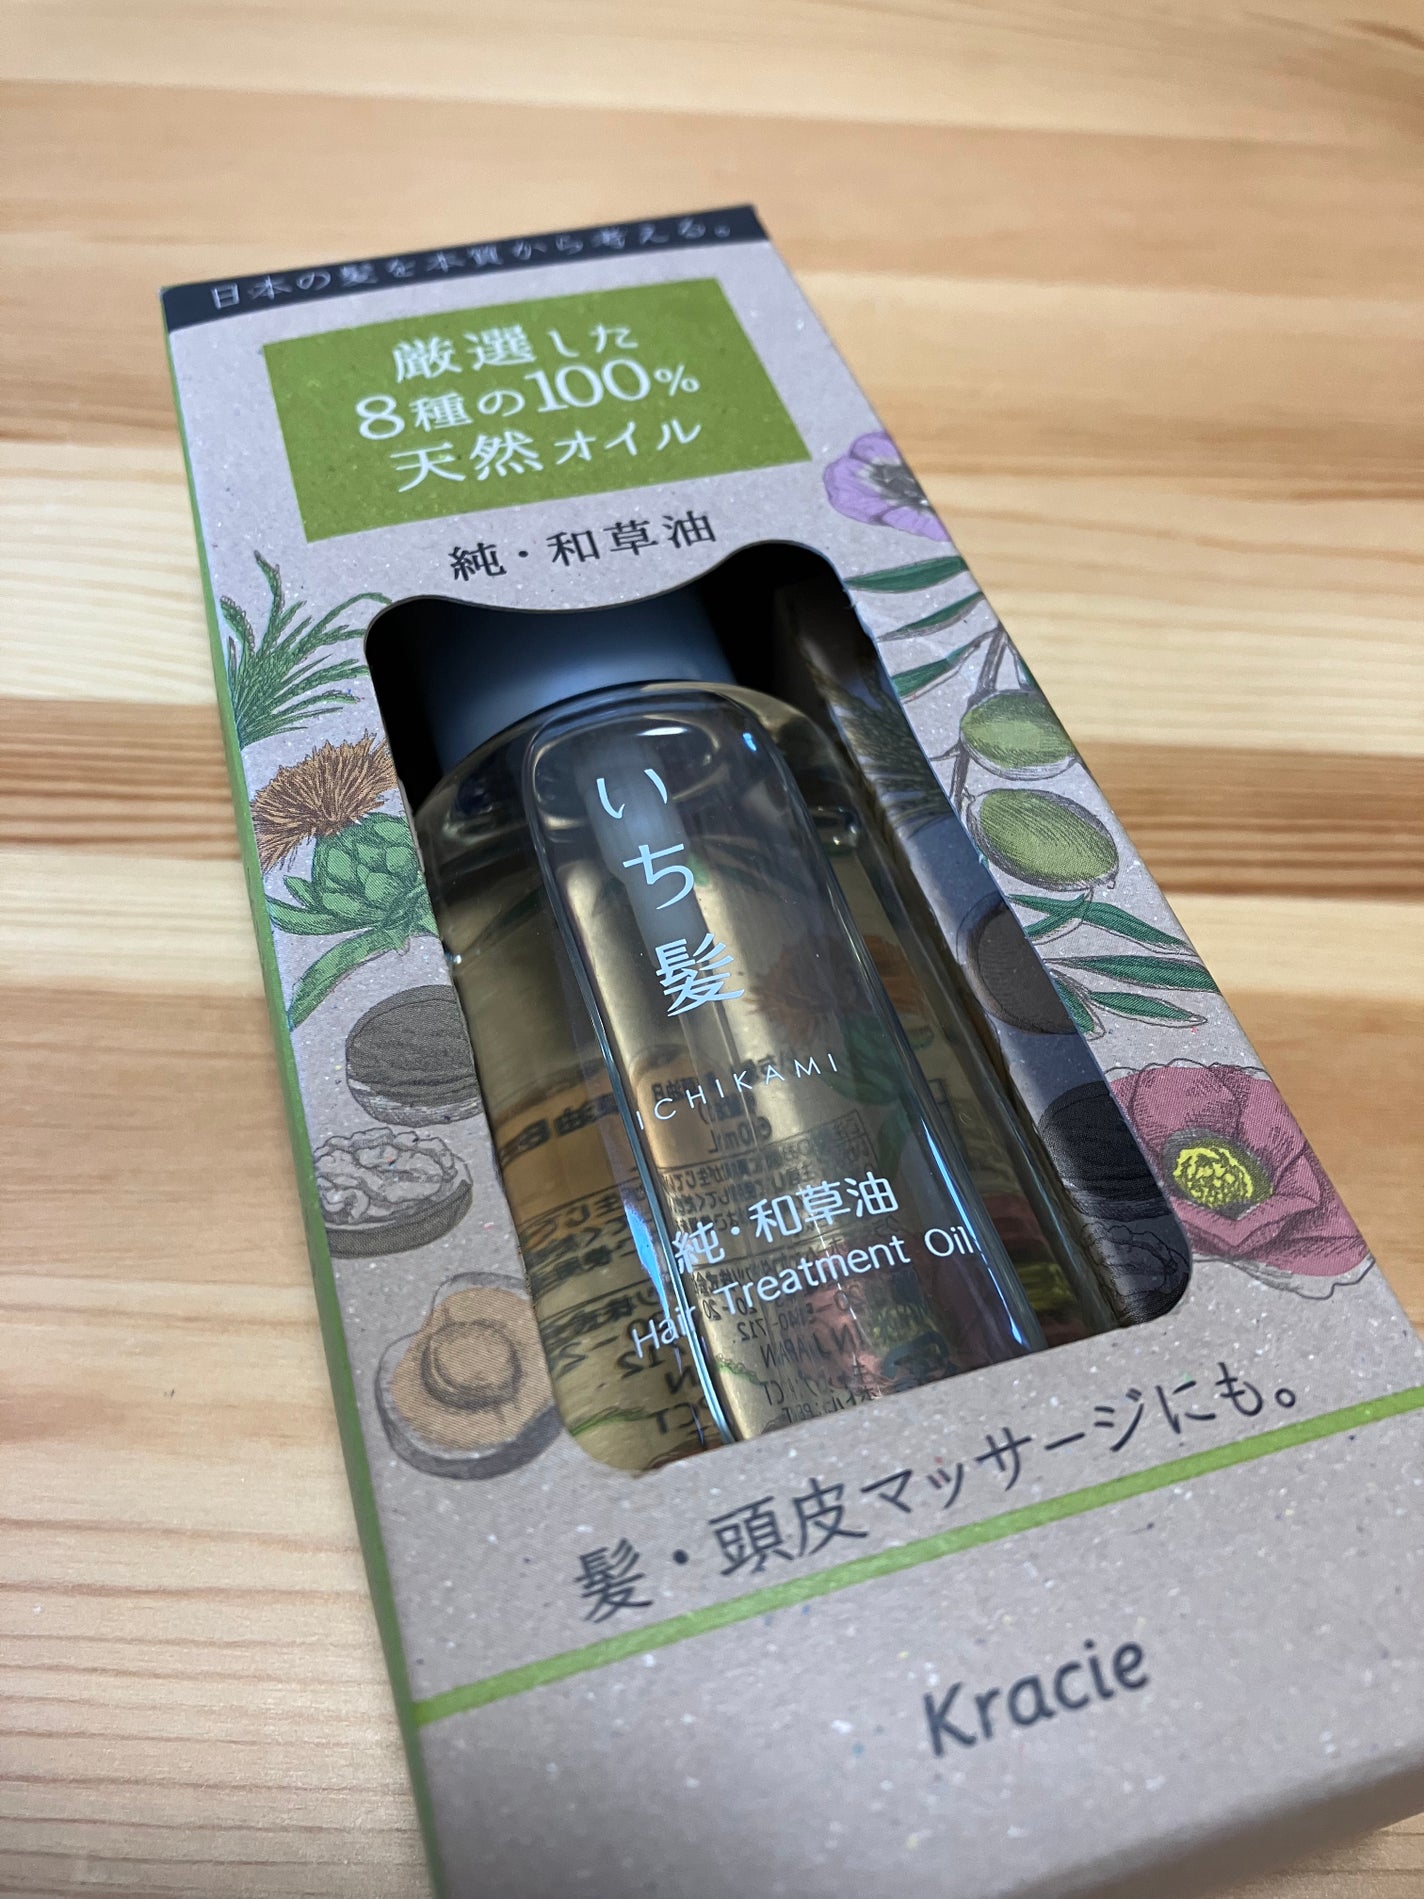 日本の髪を本質から考える。
厳選した
8種の100%
天然オイル
純・和草油
いち髪
ICHIKAMI
純・和草油
Hair Treatment Oil
髪・頭皮マッサージにも。
Kracie